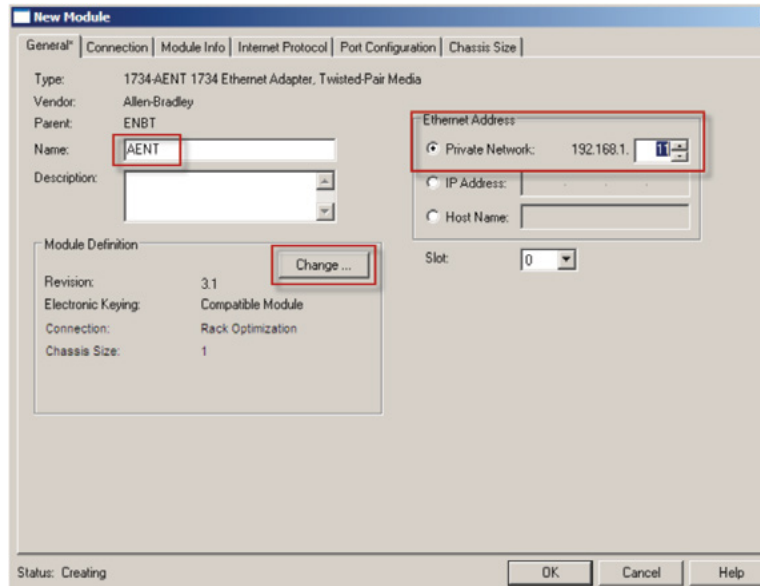 New Module
General* Connection Module Info Internet Protocol Port Configuration Chassis Size
Type: 1734-AENT 1734 Ethernet Adapter, Twisted-Pair Media
Vendor: Allen-Bradley
Parent: ENBT
Name: AENT
Description:
Ethernet Address
Private Network: 192.168.1. 11
IP Address: . . .
Host Name:
Slot: 0
Module Definition
Change ...
Revision: 3.1
Electronic Keying: Compatible Module
Connection: Rack Optimization
Chassis Size: 1
Status: Creating
OK Cancel Help